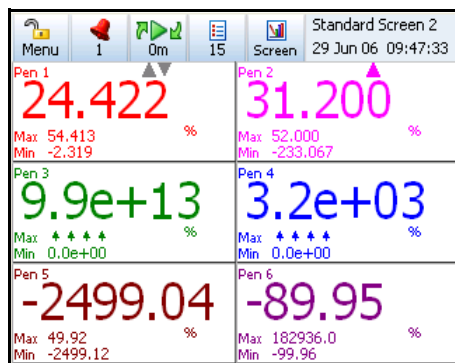 Menu
1
0m
15
Screen
Standard Screen 2
29 Jun 06 09:47:33
Pen 1
24.422
Max 54.413 %
Min -2.319
Pen 2
31.200
Max 52.000 %
Min -233.067
Pen 3
9.9e+13
Max %
Min 0.0e+00
Pen 4
3.2e+03
Max %
Min 0.0e+00
Pen 5
-2499.04
Max 49.92 %
Min -2499.12
Pen 6
-89.95
Max 182936.0 %
Min -99.96